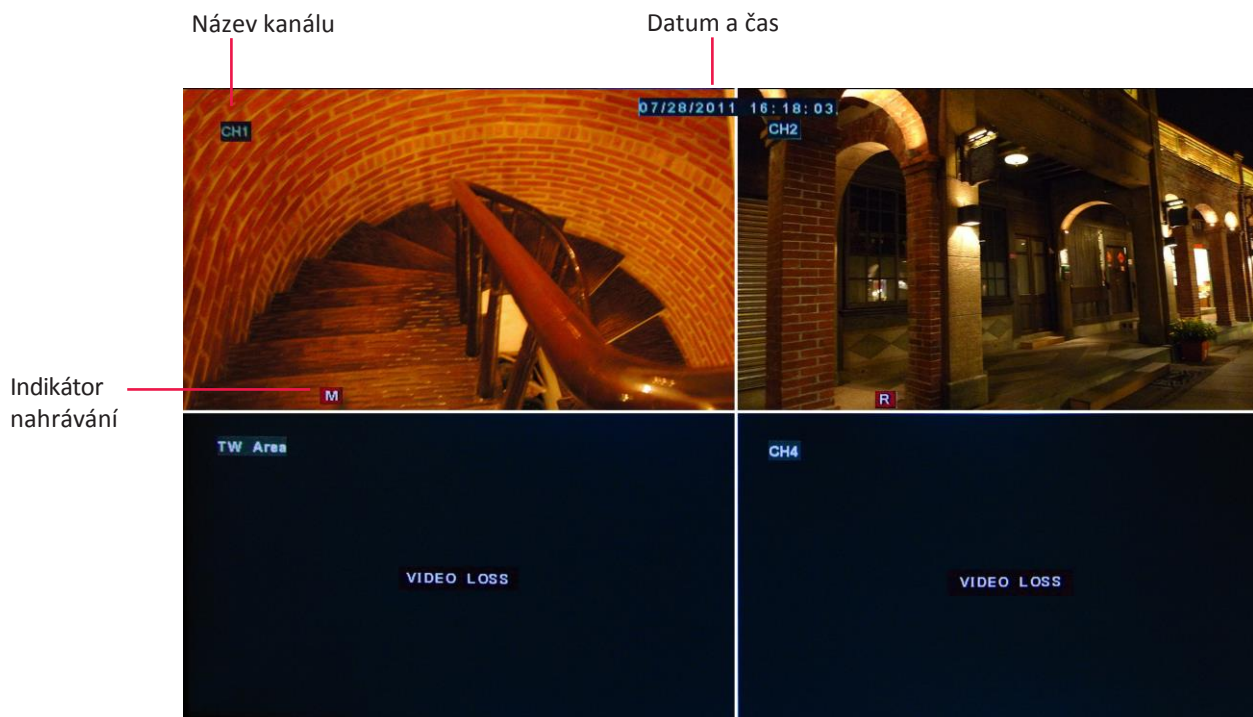 Název kanálu
Datum a čas
07/28/2011 16:18:03
CH1
CH2
Indikátor
nahrávání
M
R
TW Area
CH4
VIDEO LOSS
VIDEO LOSS